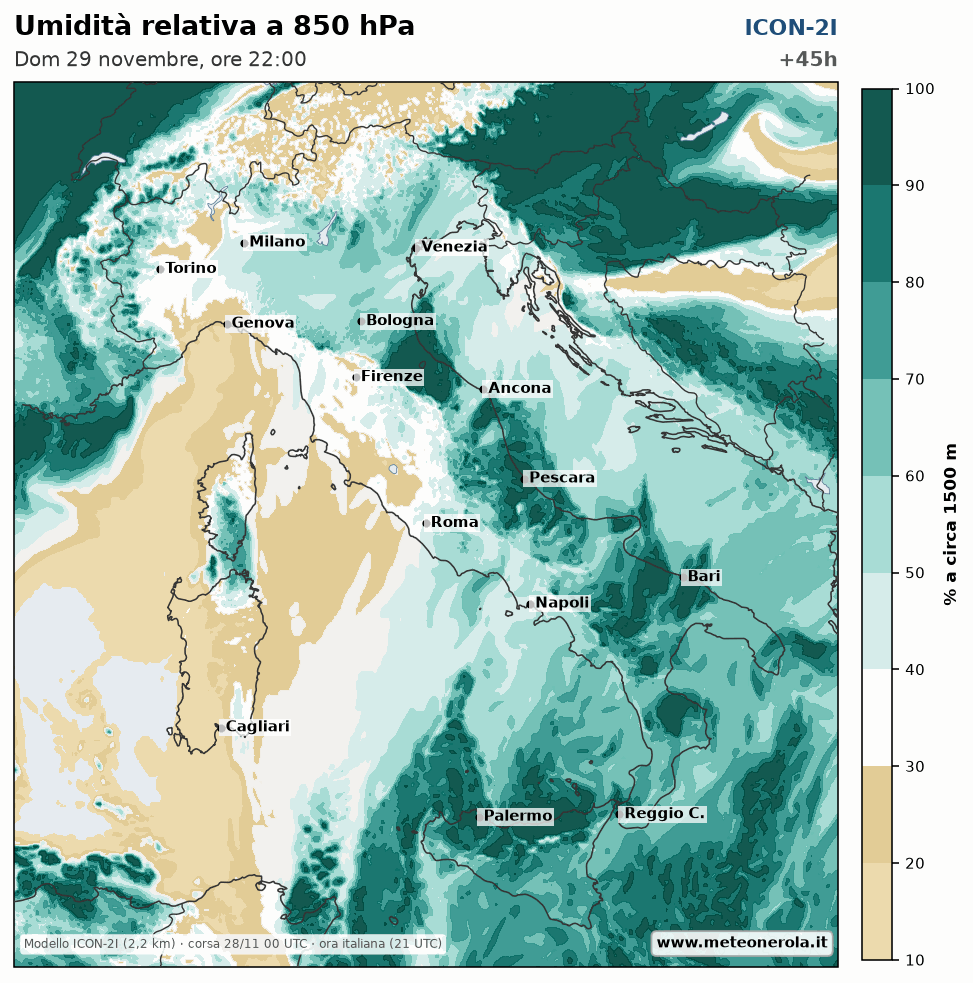 Umidità relativa a 850 hPa
ICON-2I
Dom 29 novembre, ore 22:00
+45h
100
90
80
70
60
50
40
30
20
10
% a circa 1500 m
Milano
Venezia
Torino
Genova
Bologna
Firenze
Ancona
Pescara
Roma
Bari
Napoli
Cagliari
Palermo
Reggio C.
Modello ICON-2I (2,2 km) · corsa 28/11 00 UTC · ora italiana (21 UTC)
www.meteonerola.it